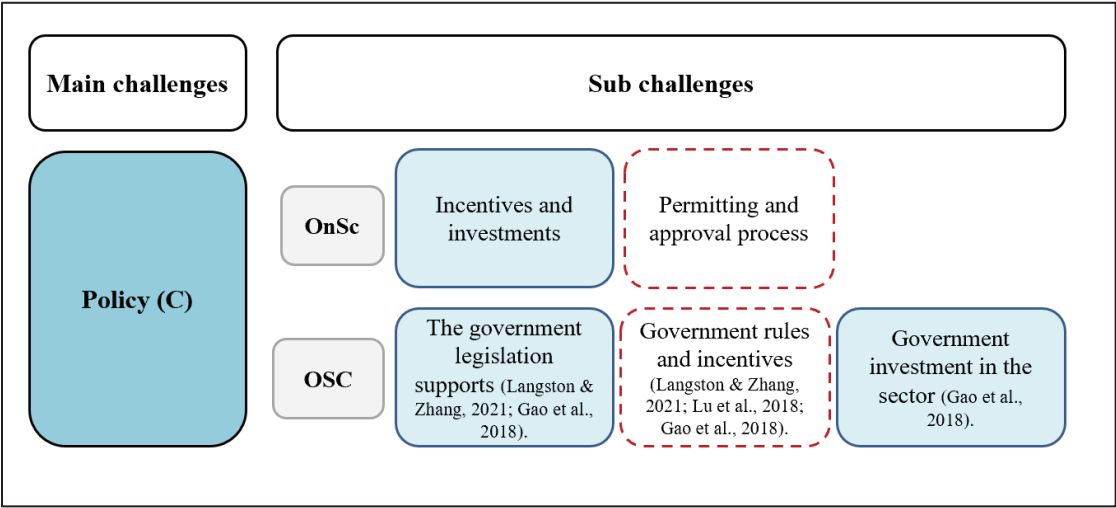 Main challenges
Sub challenges
Policy (C)
OnSc
Incentives and
investments
Permitting and
approval process
OSC
The government
legislation
supports (Langston &
Zhang, 2021; Gao et al.,
2018).
Government rules
and incentives
(Langston & Zhang,
2021; Lu et al., 2018;
Gao et al., 2018).
Government
investment in the
sector (Gao et al.,
2018).